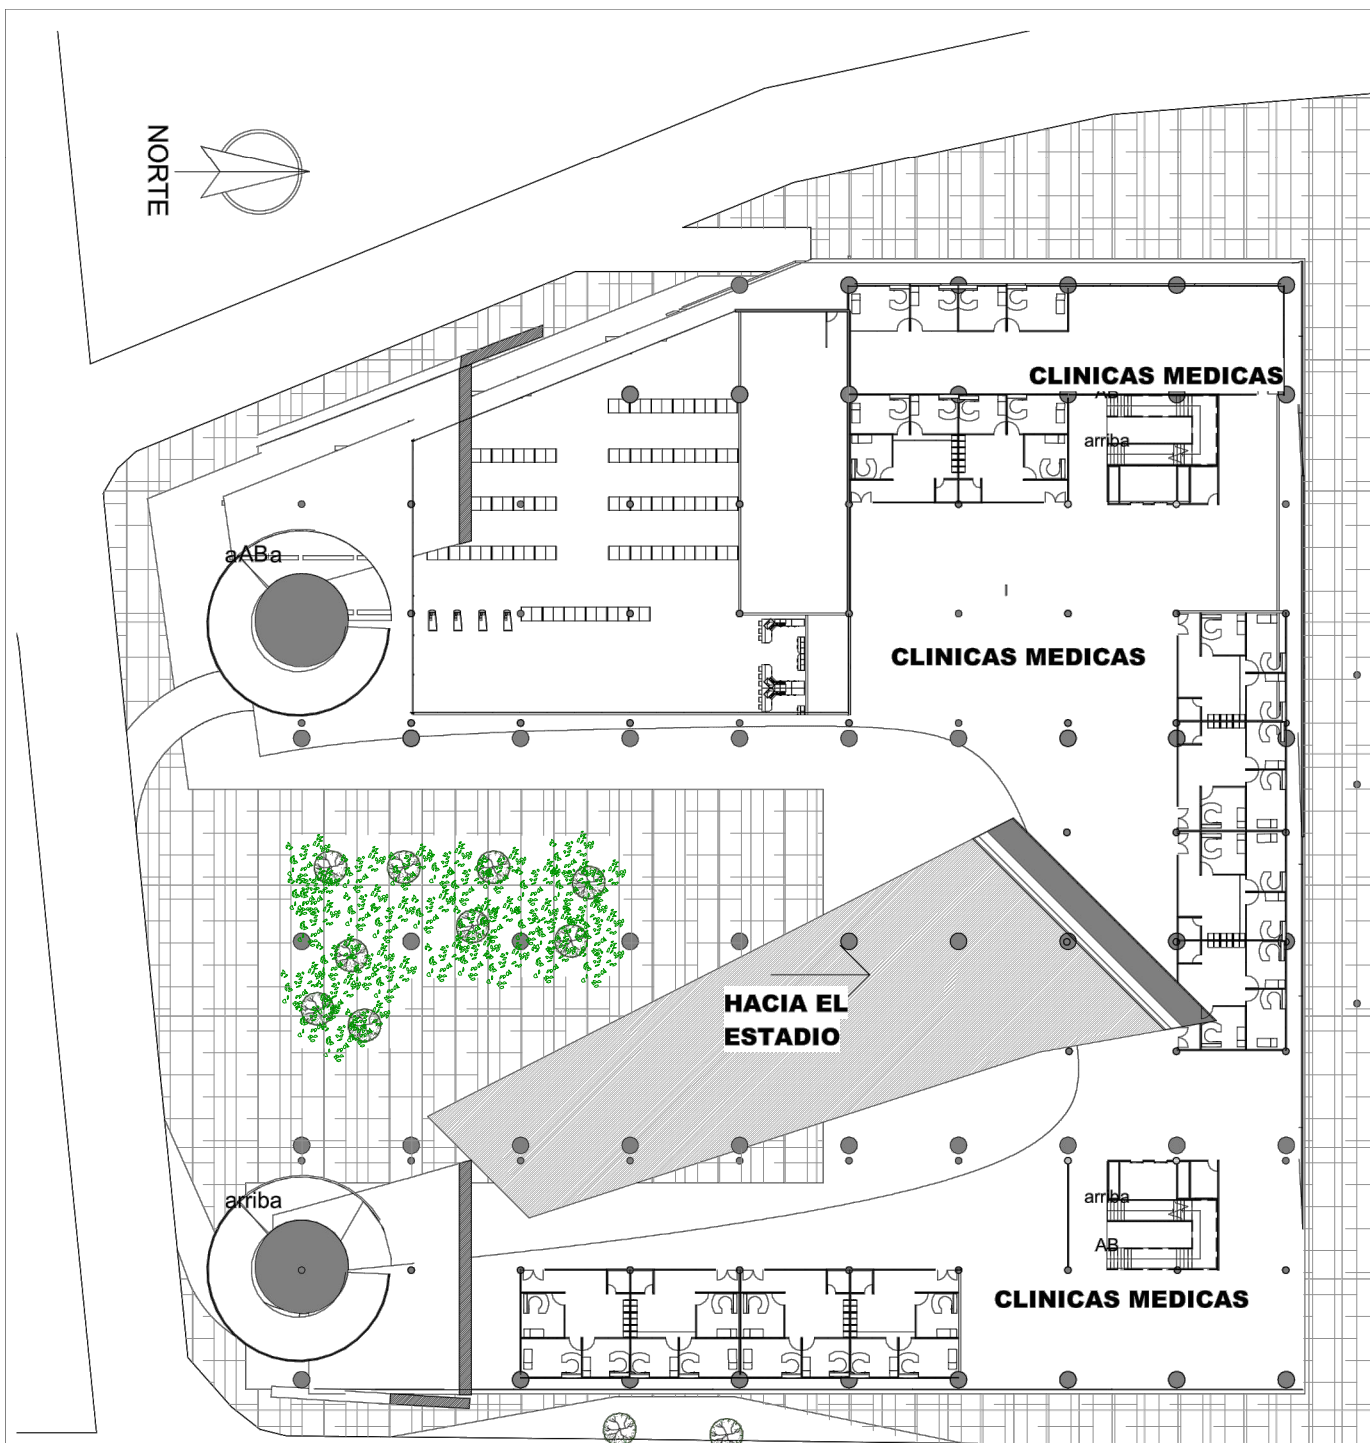 NORTE
CLINICAS MEDICAS
AB
arriba
aABa
CLINICAS MEDICAS
HACIA EL
ESTADIO
arriba
arriba
AB
CLINICAS MEDICAS